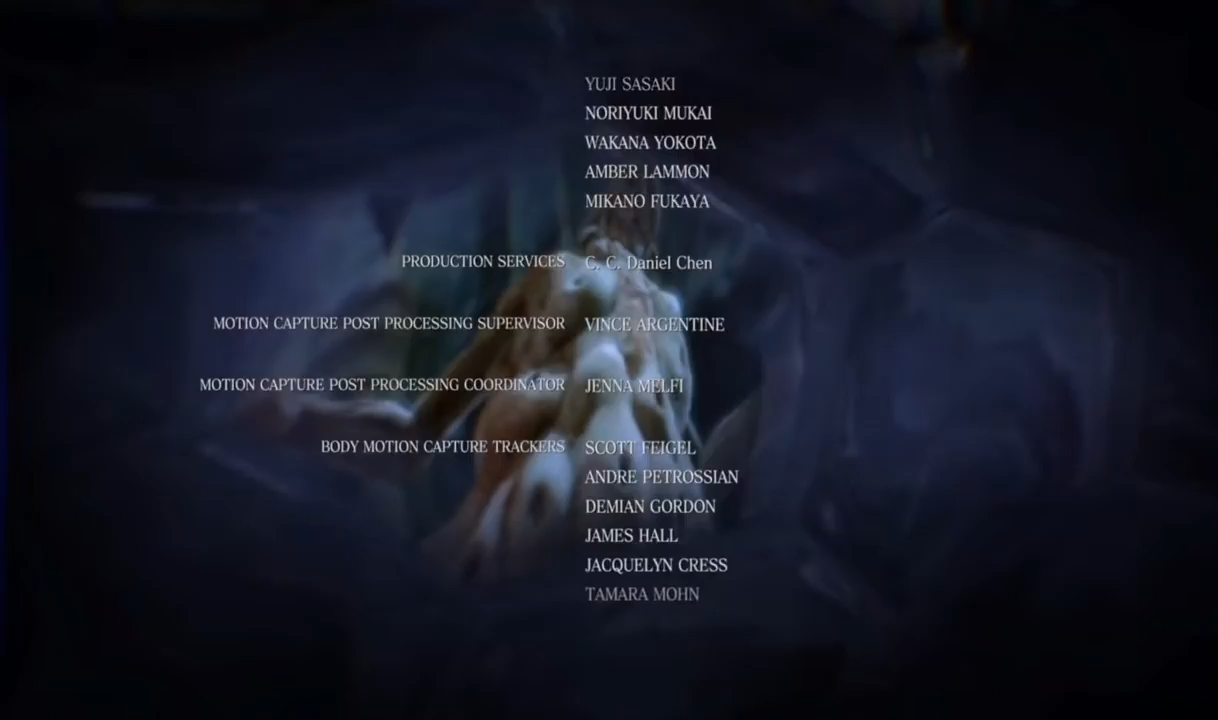 YUJI SASAKI
NORIYUKI MUKAI
WAKANA YOKOTA
AMBER LAMMON
MIKANO FUKAYA
PRODUCTION SERVICES C. C. Daniel Chen
MOTION CAPTURE POST PROCESSING SUPERVISOR VINCE ARGENTINE
MOTION CAPTURE POST PROCESSING COORDINATOR JENNA MELFI
BODY MOTION CAPTURE TRACKERS SCOTT FEIGEL
ANDRE PETROSSIAN
DEMIAN GORDON
JAMES HALL
JACQUELYN CRESS
TAMARA MOHN